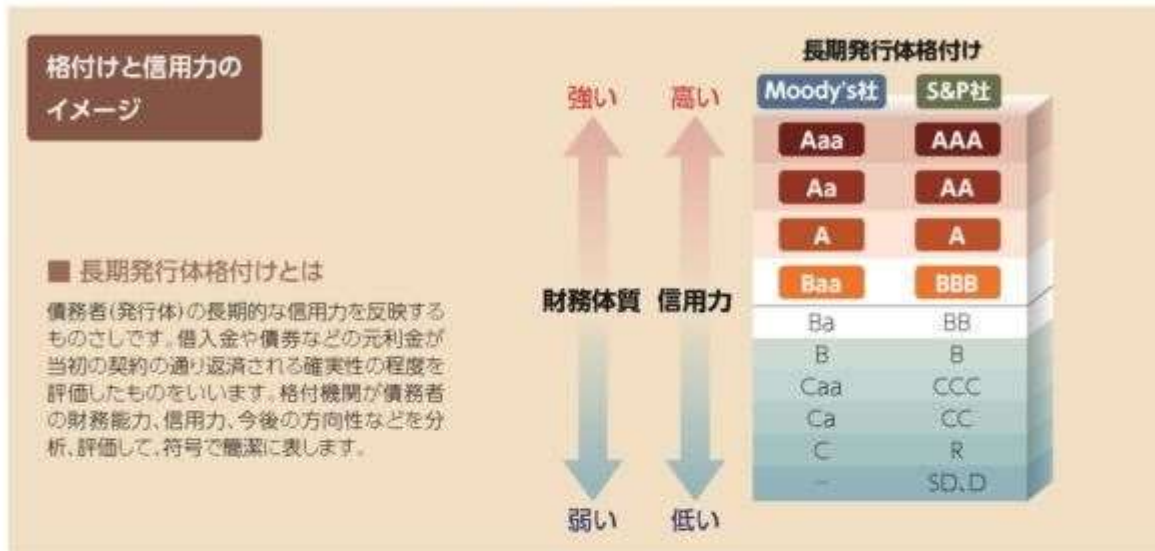 格付けと信用力の
イメージ
■ 長期発行体格付けとは
債務者(発行体)の長期的な信用力を反映する
ものさしです。借入金や債券などの元利金が
当初の契約の通り返済される確実性の程度を
評価したものをいいます。格付機関が債務者
の財務能力、信用力、今後の方向性などを分
析、評価して、符号で簡潔に表します。
強い 高い
財務体質 信用力
弱い 低い
長期発行体格付け
Moody's社 S&P社
Aaa AAA
Aa AA
A A
Baa BBB
Ba BB
B B
Caa CCC
Ca CC
C R
− SD、D